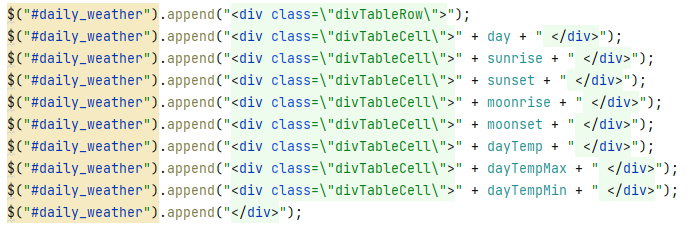 $("#daily_weather").append("<div class=\"divTableRow\">");
$("#daily_weather").append("<div class=\"divTableCell\">" + day + " </div>");
$("#daily_weather").append("<div class=\"divTableCell\">" + sunrise + " </div>");
$("#daily_weather").append("<div class=\"divTableCell\">" + sunset + " </div>");
$("#daily_weather").append("<div class=\"divTableCell\">" + moonrise + " </div>");
$("#daily_weather").append("<div class=\"divTableCell\">" + moonset + " </div>");
$("#daily_weather").append("<div class=\"divTableCell\">" + dayTemp + " </div>");
$("#daily_weather").append("<div class=\"divTableCell\">" + dayTempMax + " </div>");
$("#daily_weather").append("<div class=\"divTableCell\">" + dayTempMin + " </div>");
$("#daily_weather").append("</div>");